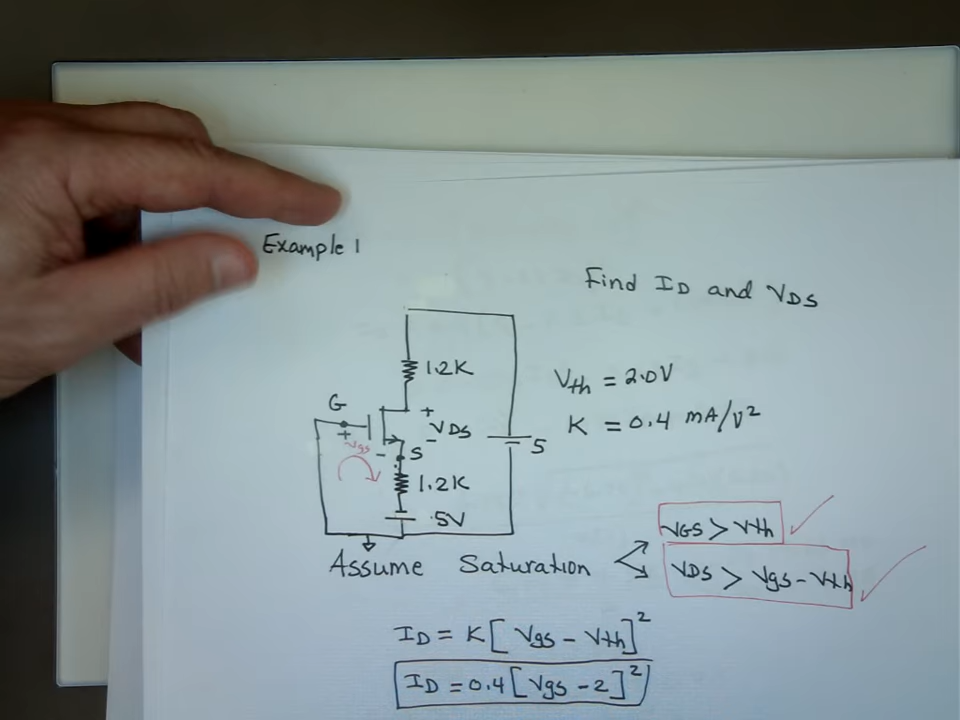 Example 1
Find ID and VDS
1.2K
Vth = 2.0V
K = 0.4 mA/V²
G
+
+
VDS
-
Vgs
-
S
5
1.2K
5V
VGS > Vth
Assume Saturation
VDS > Vgs - Vth
ID = K[Vgs - Vth]²
ID = 0.4[Vgs - 2]²